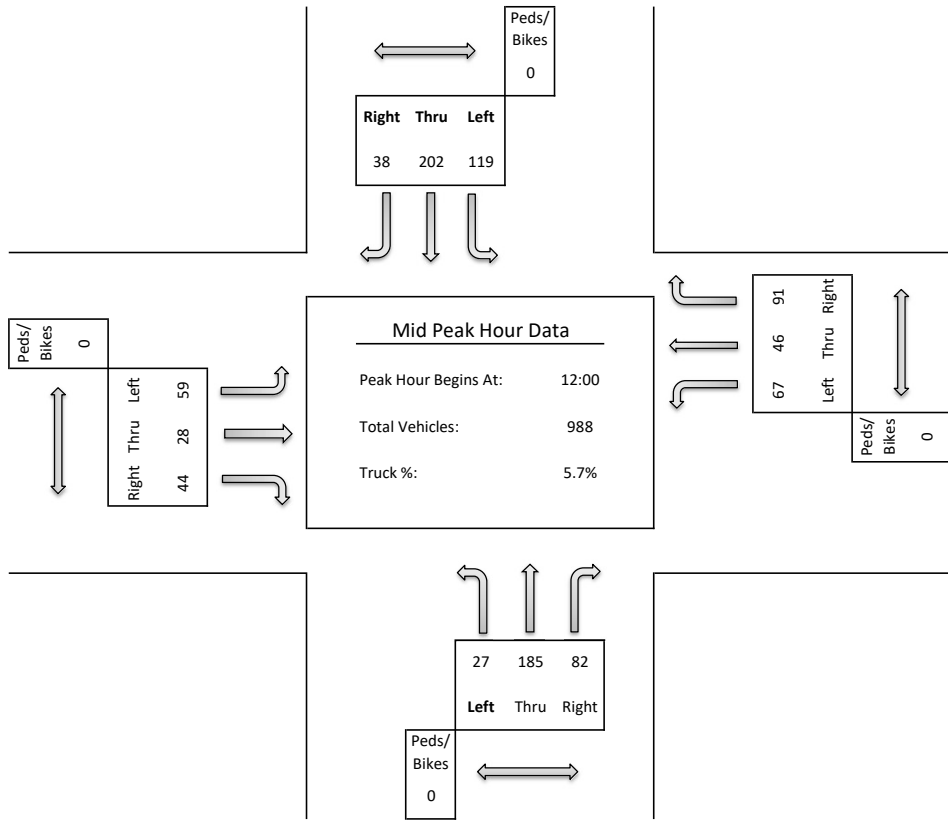 Peds/
Bikes
0
Right Thru Left
38 202 119
Peds/
Bikes
0
Left 59
Thru 28
Right 44
Mid Peak Hour Data
Peak Hour Begins At: 12:00
Total Vehicles: 988
Truck %: 5.7%
91 Right
46 Thru
67 Left
Peds/
Bikes
0
27 185 82
Left Thru Right
Peds/
Bikes
0